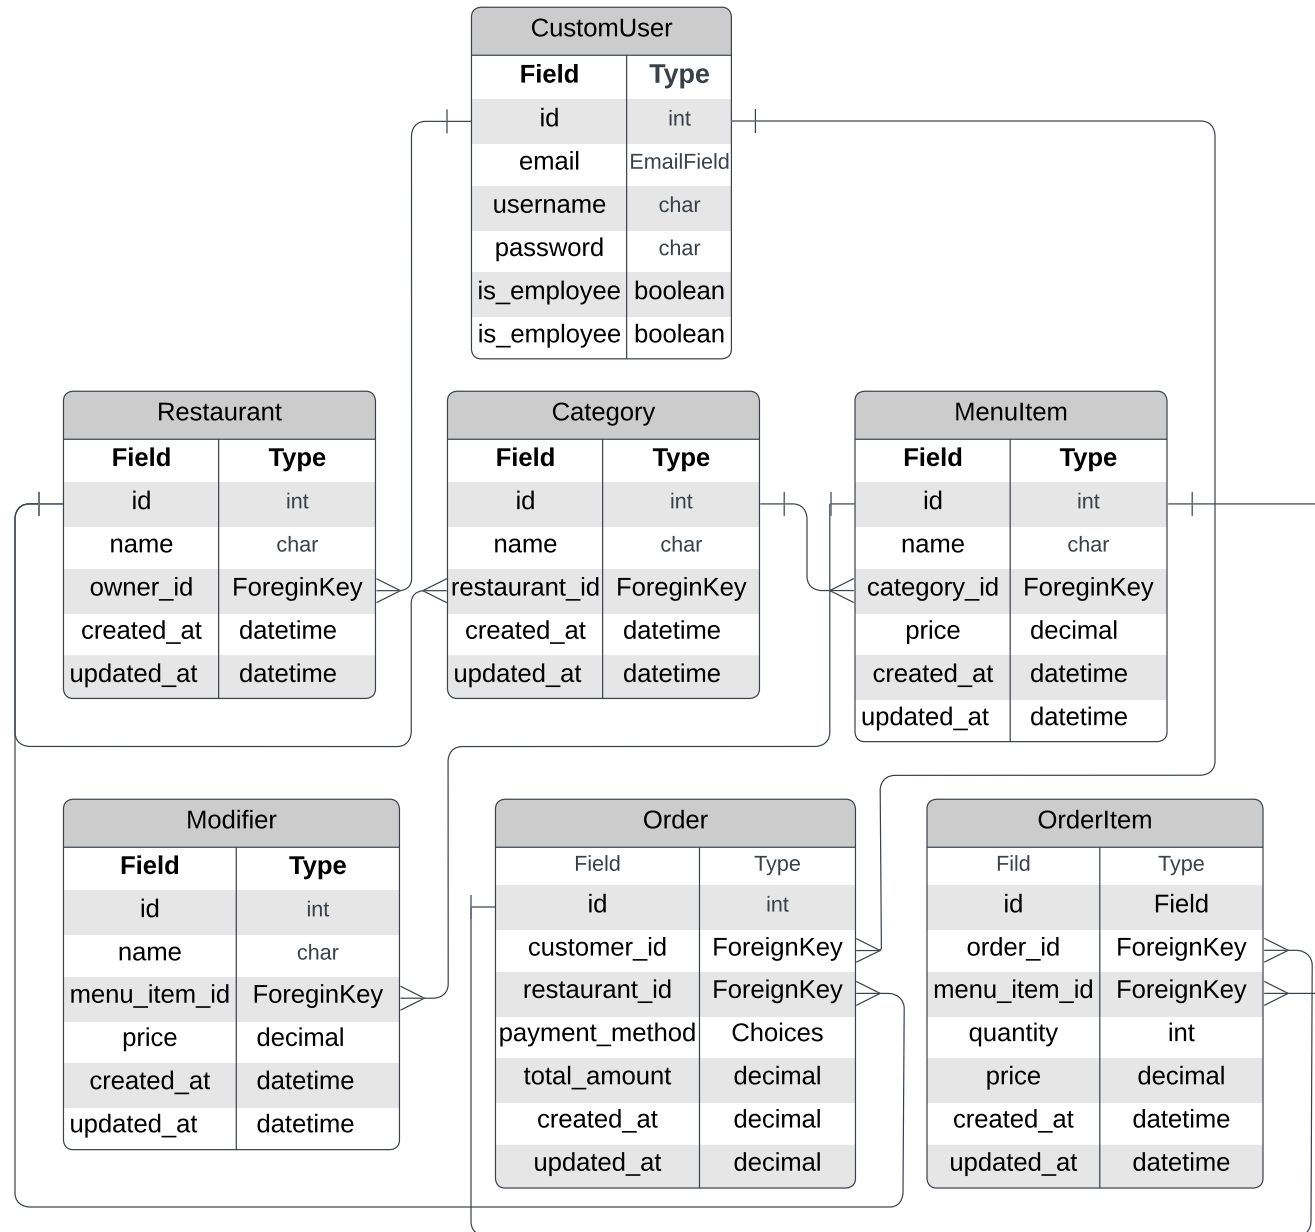 CustomUser
Field Type
id int
email EmailField
username char
password char
is_employee boolean
is_employee boolean
Restaurant
Field Type
id int
name char
owner_id ForeginKey
created_at datetime
updated_at datetime
Category
Field Type
id int
name char
restaurant_id ForeginKey
created_at datetime
updated_at datetime
MenuItem
Field Type
id int
name char
category_id ForeginKey
price decimal
created_at datetime
updated_at datetime
Modifier
Field Type
id int
name char
menu_item_id ForeginKey
price decimal
created_at datetime
updated_at datetime
Order
Field Type
id int
customer_id ForeignKey
restaurant_id ForeignKey
payment_method Choices
total_amount decimal
created_at decimal
updated_at decimal
OrderItem
Fild Type
id Field
order_id ForeignKey
menu_item_id ForeignKey
quantity int
price decimal
created_at datetime
updated_at datetime